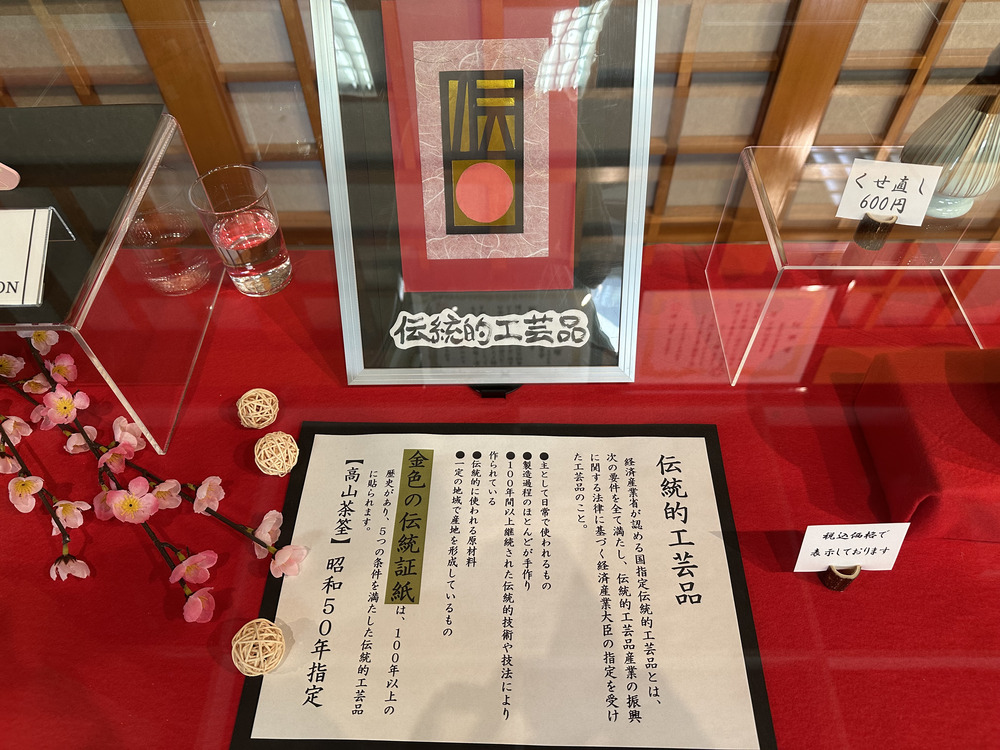 伝
伝統的工芸品
くせ直し
600円
ON
税込価格で
表示しております
伝統的工芸品
経済産業省が認める国指定伝統的工芸品とは、
次の要件を全て満たし、伝統的工芸品産業の振興
に関する法律に基づく経済産業大臣の指定を受け
た工芸品のこと。
●主として日常で使われるもの
●製造過程のほとんどが手作り
●100年間以上継続された伝統的技術や技法により
作られている
●伝統的に使われる原材料
●一定の地域で産地を形成しているもの
金色の伝統証紙は、100年以上の
歴史があり、5つの条件を満たした伝統的工芸品
に貼られます。
【高山茶筌】昭和50年指定